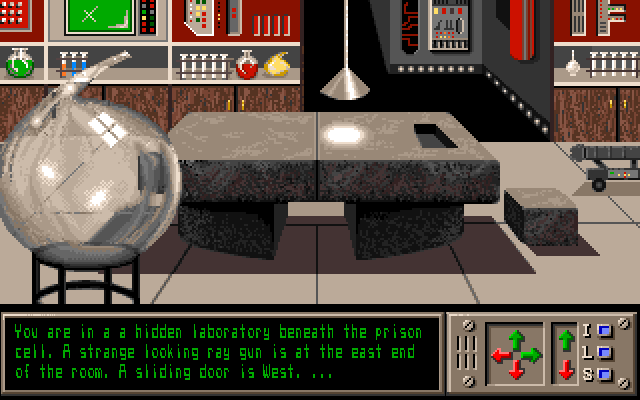 You are in a a hidden laboratory beneath the prison
cell. A strange looking ray gun is at the east end
of the room. A sliding door is West. ...
I
L
S